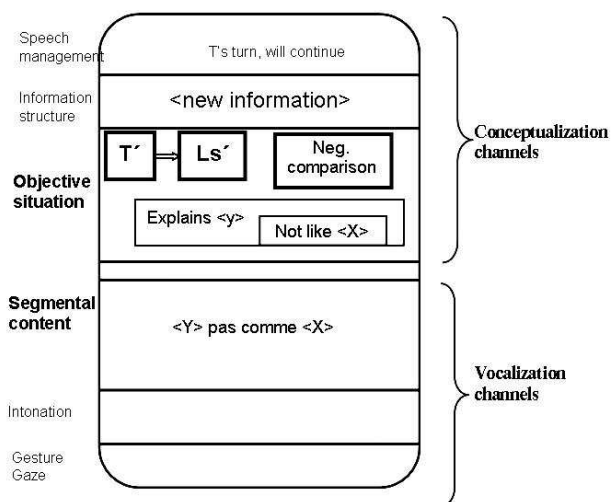 Speech
management
T's turn, will continue
Information
structure
<new information>
Conceptualization
channels
Objective
situation
T´
Ls´
Neg.
comparison
Explains <y>
Not like <X>
Segmental
content
<Y> pas comme <X>
Vocalization
channels
Intonation
Gesture
Gaze